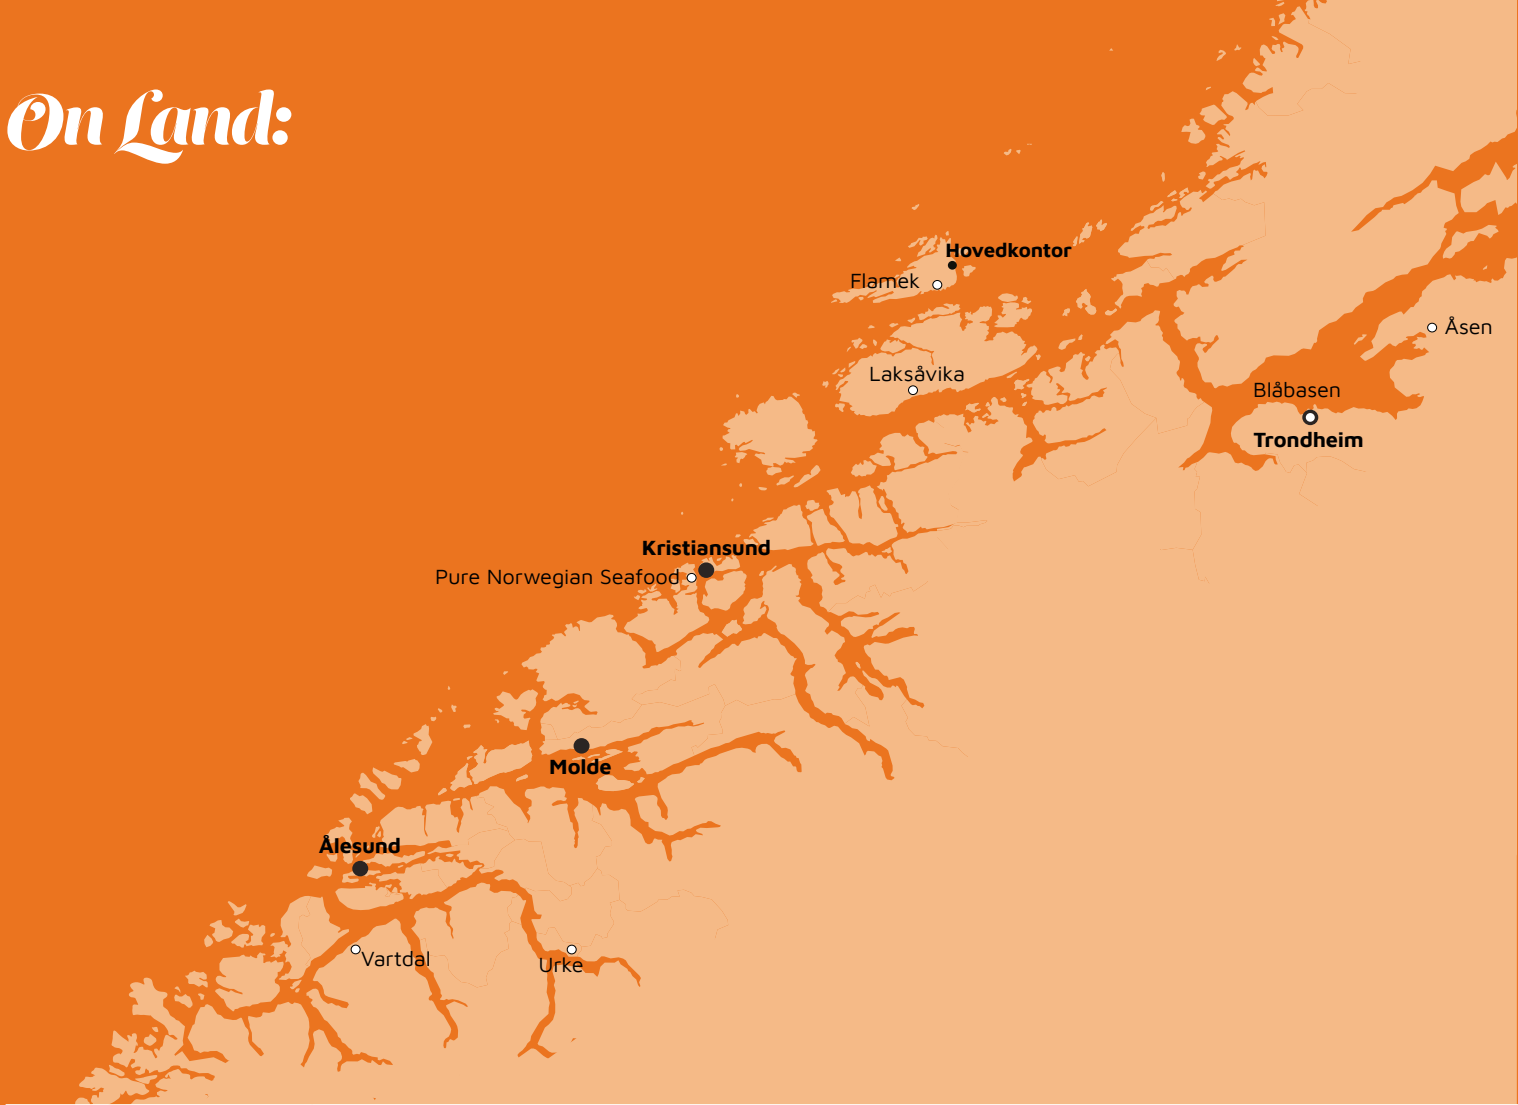 On Land:
Hovedkontor
Flamek
Åsen
Laksåvika
Blåbasen
Trondheim
Kristiansund
Pure Norwegian Seafood
Molde
Ålesund
Vartdal
Urke